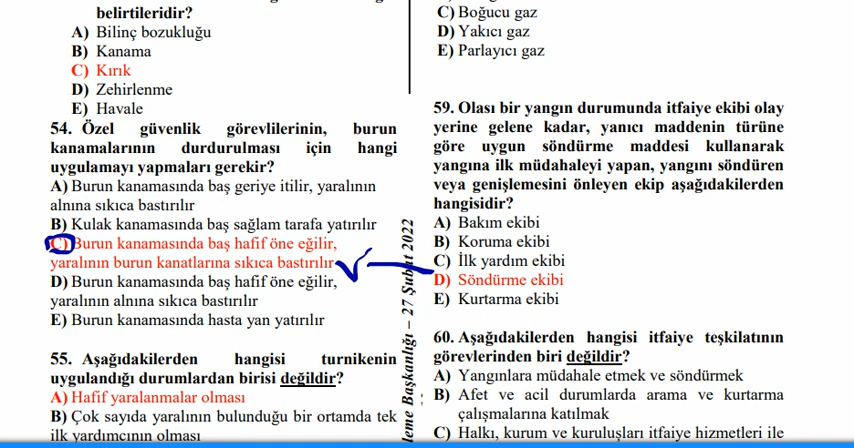 belirtileridir?
A) Bilinç bozukluğu
B) Kanama
C) Kırık
D) Zehirlenme
E) Havale
54. Özel güvenlik görevlilerinin, burun
kanamalarının durdurulması için hangi
uygulamayı yapmaları gerekir?
A) Burun kanamasında baş geriye itilir, yaralının
alnına sıkıca bastırılır
B) Kulak kanamasında baş sağlam tarafa yatırılır
C) Burun kanamasında baş hafif öne eğilir,
yaralının burun kanatlarına sıkıca bastırılır
D) Burun kanamasında baş hafif öne eğilir,
yaralının alnına sıkıca bastırılır
E) Burun kanamasında hasta yan yatırılır
55. Aşağıdakilerden hangisi turnikenin
uygulandığı durumlardan birisi değildir?
A) Hafif yaralanmalar olması
B) Çok sayıda yaralının bulunduğu bir ortamda tek
ilk yardımcının olması
leme Başkanlığı – 27 Şubat 2022
C) Boğucu gaz
D) Yakıcı gaz
E) Parlayıcı gaz
59. Olası bir yangın durumunda itfaiye ekibi olay
yerine gelene kadar, yanıcı maddenin türüne
göre uygun söndürme maddesi kullanarak
yangına ilk müdahaleyi yapan, yangını söndüren
veya genişlemesini önleyen ekip aşağıdakilerden
hangisidir?
A) Bakım ekibi
B) Koruma ekibi
C) İlk yardım ekibi
D) Söndürme ekibi
E) Kurtarma ekibi
60. Aşağıdakilerden hangisi itfaiye teşkilatının
görevlerinden biri değildir?
A) Yangınlara müdahale etmek ve söndürmek
B) Afet ve acil durumlarda arama ve kurtarma
çalışmalarına katılmak
C) Halkı, kurum ve kuruluşları itfaiye hizmetleri ile